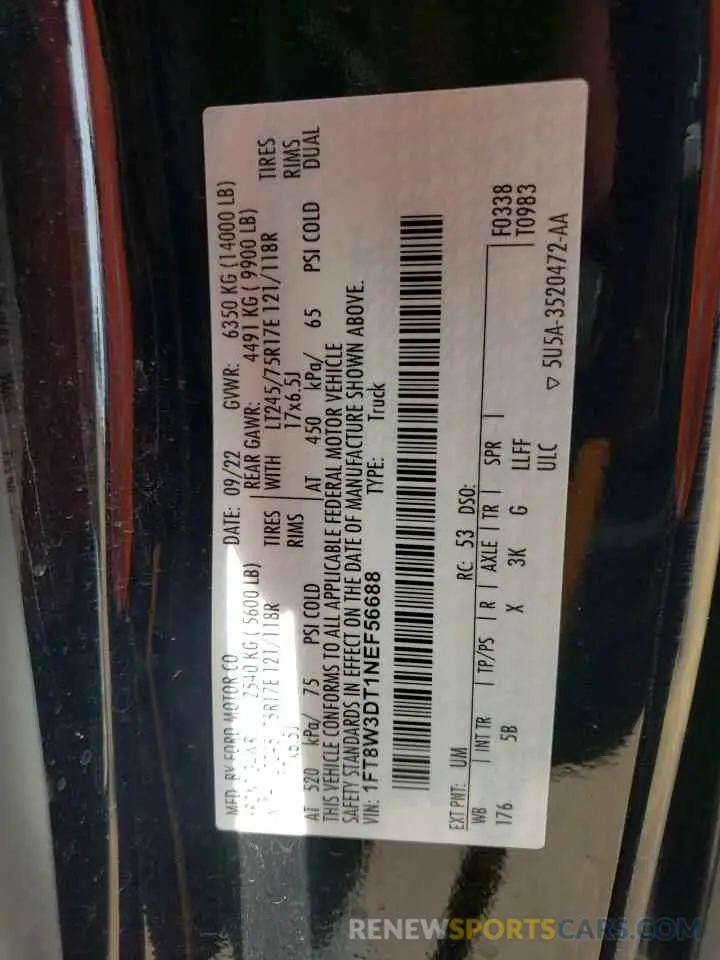 MFD. BY FORD MOTOR CO
DATE: 09/22 GVWR: 6350 KG (14000 LB)
2540 KG ( 5600 LB) REAR GAWR: 4491 KG ( 9900 LB)
75R17E 121/118R TIRES WITH LT245/75R17E 121/118R TIRES
RIMS 17x6.5J RIMS
AT 520 kPa/ 75 PSI COLD AT 450 kPa/ 65 PSI COLD DUAL
THIS VEHICLE CONFORMS TO ALL APPLICABLE FEDERAL MOTOR VEHICLE
SAFETY STANDARDS IN EFFECT ON THE DATE OF MANUFACTURE SHOWN ABOVE.
VIN: 1FT8W3DT1NEF56688 TYPE: Truck
EXT PNT: UM RC: 53 DSO:
WB INT TR TP/PS R AXLE TR SPR F0338
176 5B X 3K G LLFF T0983
ULC
▽ 5U5A-3520472-AA
RENEWSPORTSCARS.COM